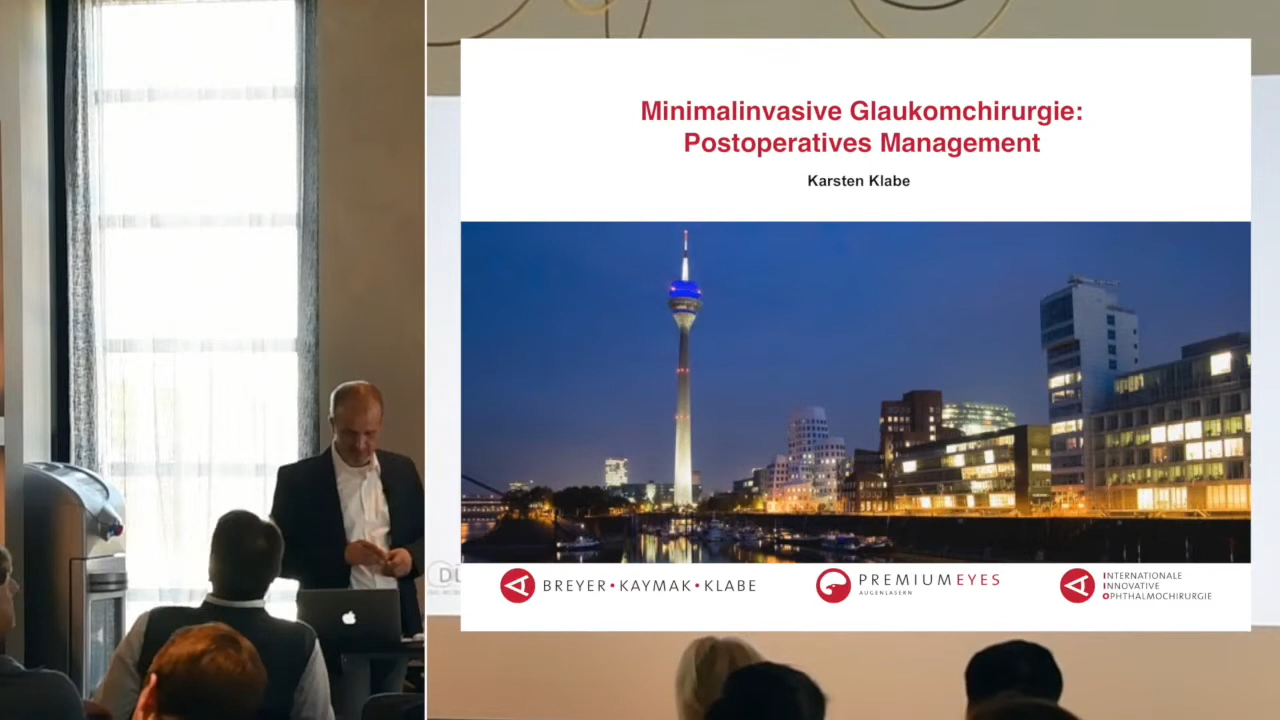 Minimalinvasive Glaukomchirurgie:
Postoperatives Management
Karsten Klabe
BREYER•KAYMAK•KLABE
PREMIUMEYES
AUGENLASERN
INTERNATIONALE
INNOVATIVE
OPHTHALMOCHIRURGIE